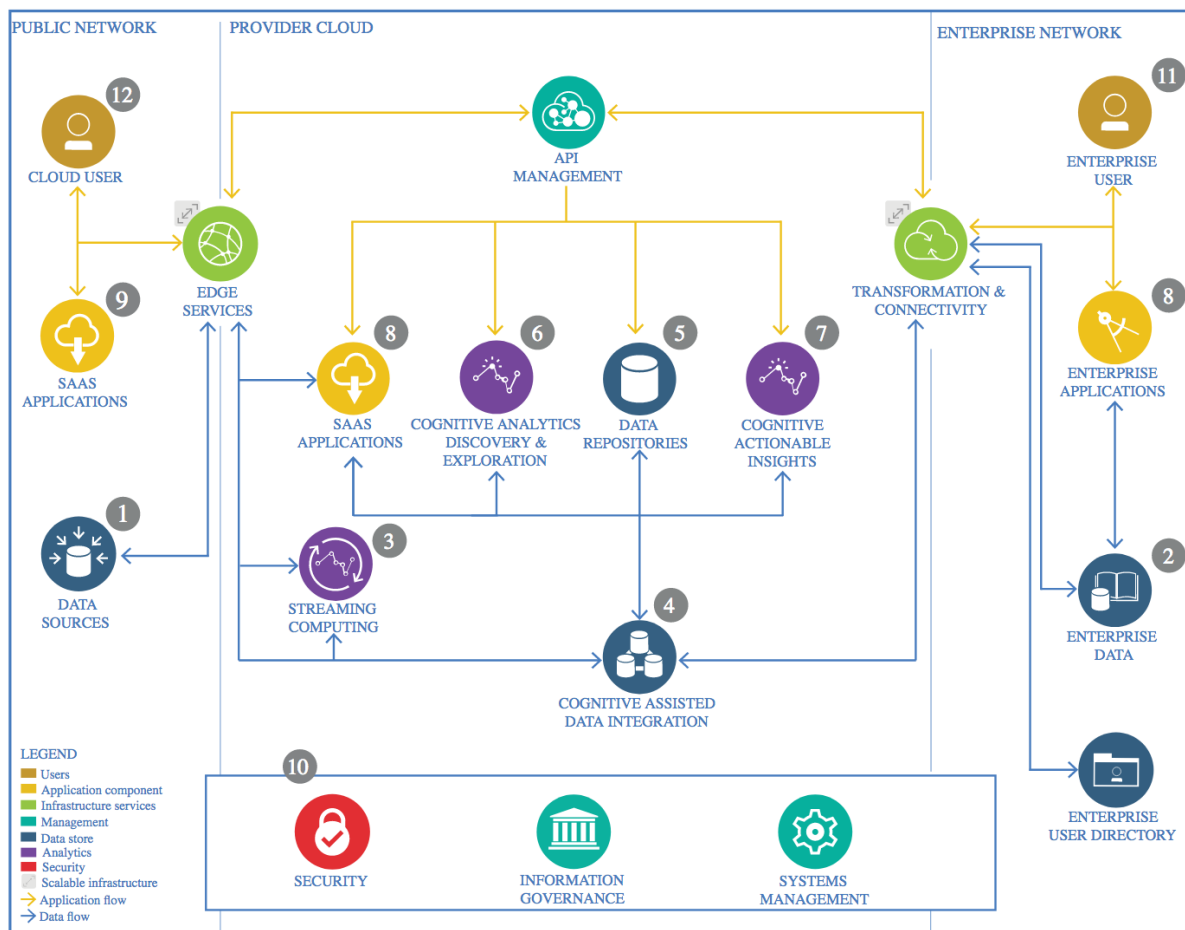 PUBLIC NETWORK
PROVIDER CLOUD
ENTERPRISE NETWORK
12
CLOUD USER
API
MANAGEMENT
11
ENTERPRISE
USER
EDGE
SERVICES
TRANSFORMATION &
CONNECTIVITY
9
SAAS
APPLICATIONS
8
SAAS
APPLICATIONS
6
COGNITIVE ANALYTICS
DISCOVERY &
EXPLORATION
5
DATA
REPOSITORIES
7
COGNITIVE
ACTIONABLE
INSIGHTS
8
ENTERPRISE
APPLICATIONS
1
DATA
SOURCES
3
STREAMING
COMPUTING
4
COGNITIVE ASSISTED
DATA INTEGRATION
2
ENTERPRISE
DATA
ENTERPRISE
USER DIRECTORY
LEGEND
Users
Application component
Infrastructure services
Management
Data store
Analytics
Security
Scalable infrastructure
Application flow
Data flow
10
SECURITY
INFORMATION
GOVERNANCE
SYSTEMS
MANAGEMENT